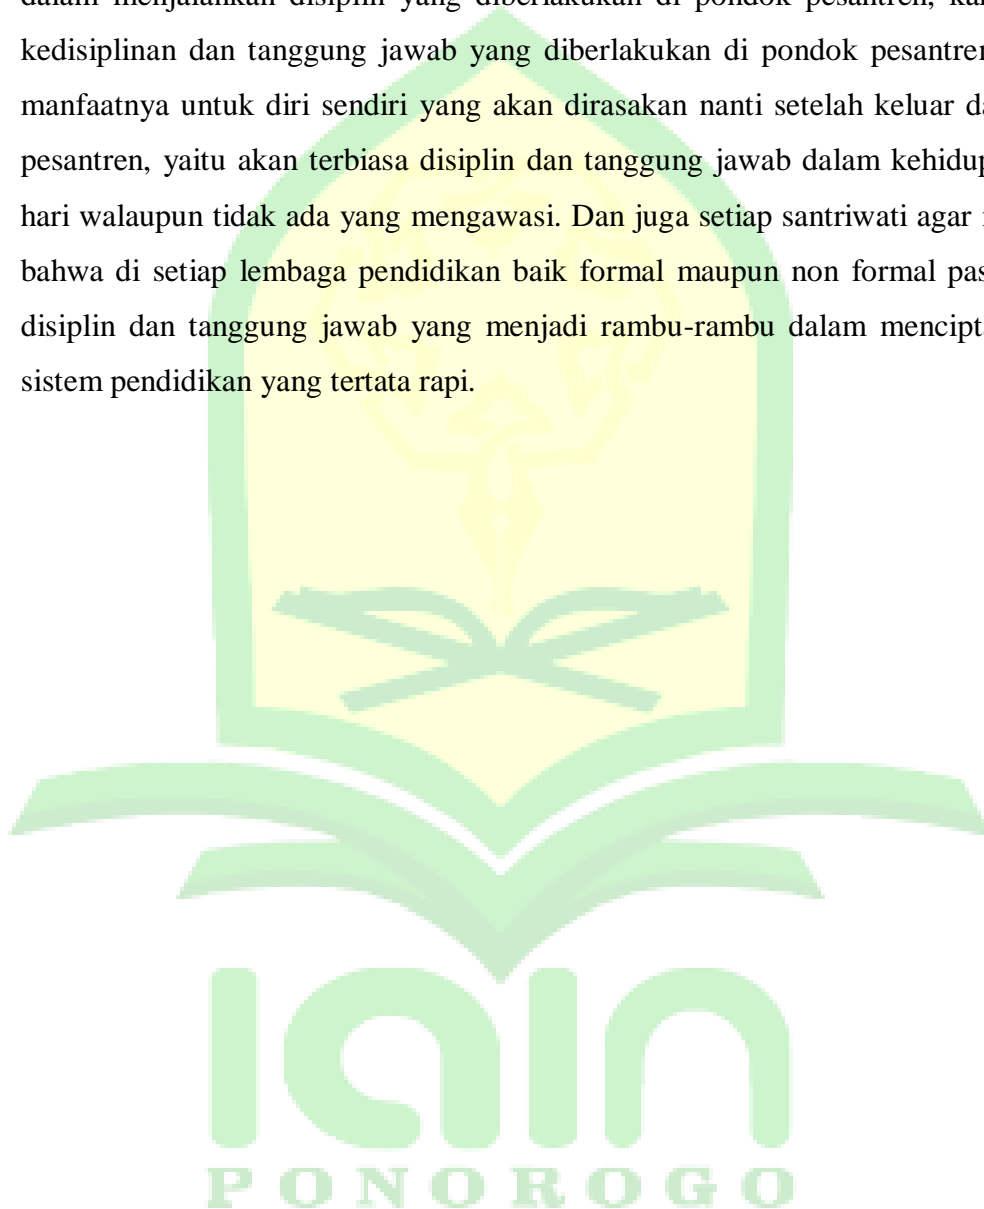 dalam menjalankan disiplin yang diberlakukan di pondok pesantren,
kedisiplinan dan tanggung jawab yang diberlakukan di pondok pesantren
manfaatnya untuk diri sendiri yang akan dirasakan nanti setelah keluar
pesantren, yaitu akan terbiasa disiplin dan tanggung jawab dalam
hari walaupun tidak ada yang mengawasi. Dan juga setiap santriwati agar
bahwa di setiap lembaga pendidikan baik formal maupun non formal
disiplin dan tanggung jawab yang menjadi rambu-rambu dalam
sistem pendidikan yang tertata rapi.
iain
PONOROGO